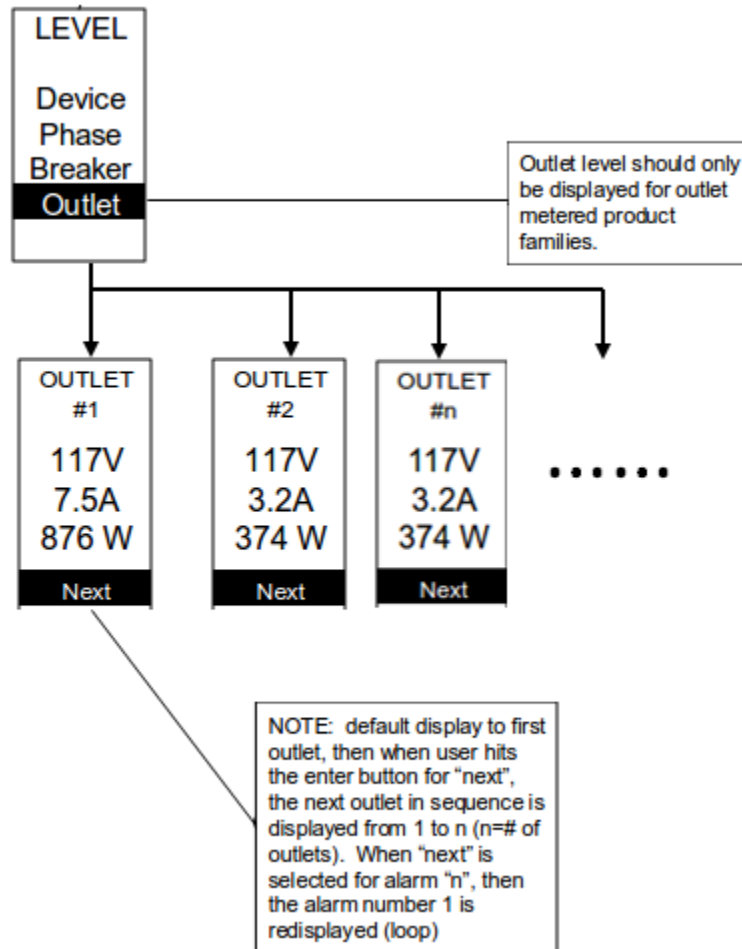 LEVEL
Device
Phase
Breaker
Outlet
Outlet level should only
be displayed for outlet
metered product
families.
OUTLET
#1
117V
7.5A
876 W
Next
OUTLET
#2
117V
3.2A
374 W
Next
OUTLET
#n
117V
3.2A
374 W
Next
......
NOTE: default display to first
outlet, then when user hits
the enter button for “next”,
the next outlet in sequence is
displayed from 1 to n (n=# of
outlets). When “next” is
selected for alarm “n”, then
the alarm number 1 is
redisplayed (loop)